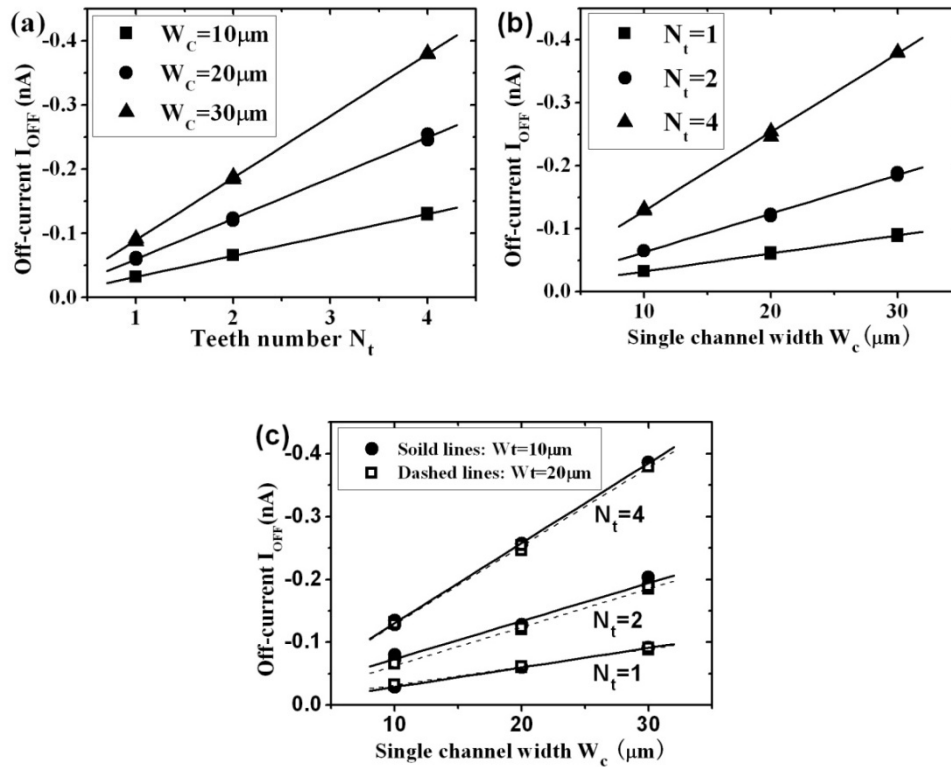 (a)
W_C=10μm
W_C=20μm
W_C=30μm
Off-current I_OFF (nA)
-0.4
-0.3
-0.2
-0.1
0.0
1 2 3 4
Teeth number N_t
(b)
N_t=1
N_t=2
N_t=4
Off-current I_OFF (nA)
-0.4
-0.3
-0.2
-0.1
0.0
10 20 30
Single channel width W_c (μm)
(c)
Soild lines: Wt=10μm
Dashed lines: Wt=20μm
N_t=4
N_t=2
N_t=1
Off-current I_OFF (nA)
-0.4
-0.3
-0.2
-0.1
0.0
10 20 30
Single channel width W_c (μm)